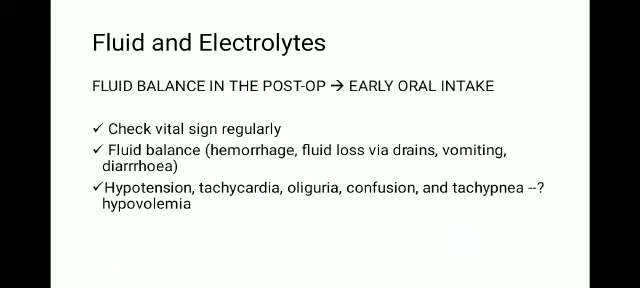 Fluid and Electrolytes
FLUID BALANCE IN THE POST-OP → EARLY ORAL INTAKE
✓ Check vital sign regularly
✓ Fluid balance (hemorrhage, fluid loss via drains, vomiting,
diarrrhoea)
✓Hypotension, tachycardia, oliguria, confusion, and tachypnea --?
hypovolemia